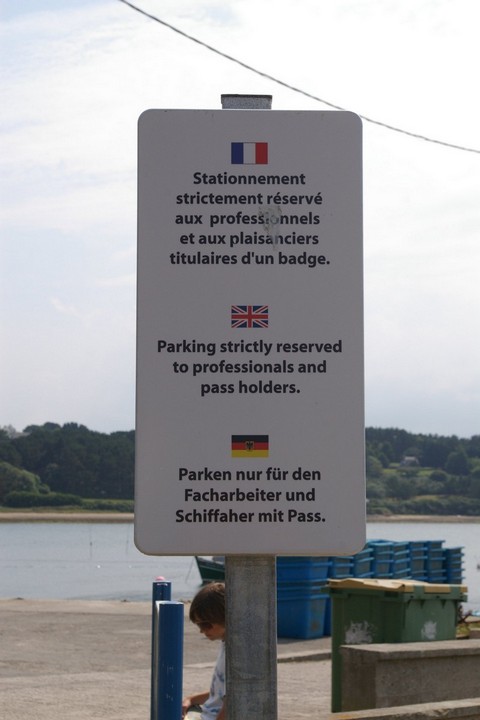 Stationnement
strictement réservé
aux professionnels
et aux plaisanciers
titulaires d'un badge.
Parking strictly reserved
to professionals and
pass holders.
Parken nur für den
Facharbeiter und
Schiffaher mit Pass.